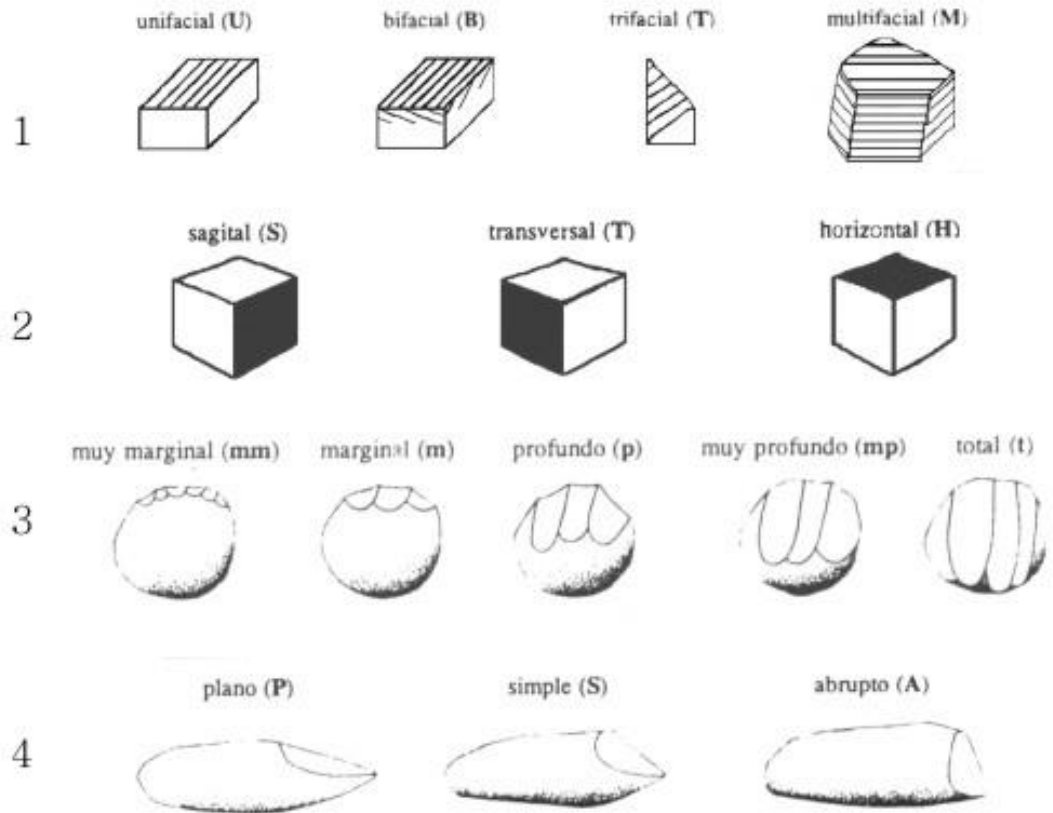 unifacial (U) bifacial (B) trifacial (T) multifacial (M)
1
sagital (S) transversal (T) horizontal (H)
2
muy marginal (mm) marginal (m) profundo (p) muy profundo (mp) total (t)
3
plano (P) simple (S) abrupto (A)
4